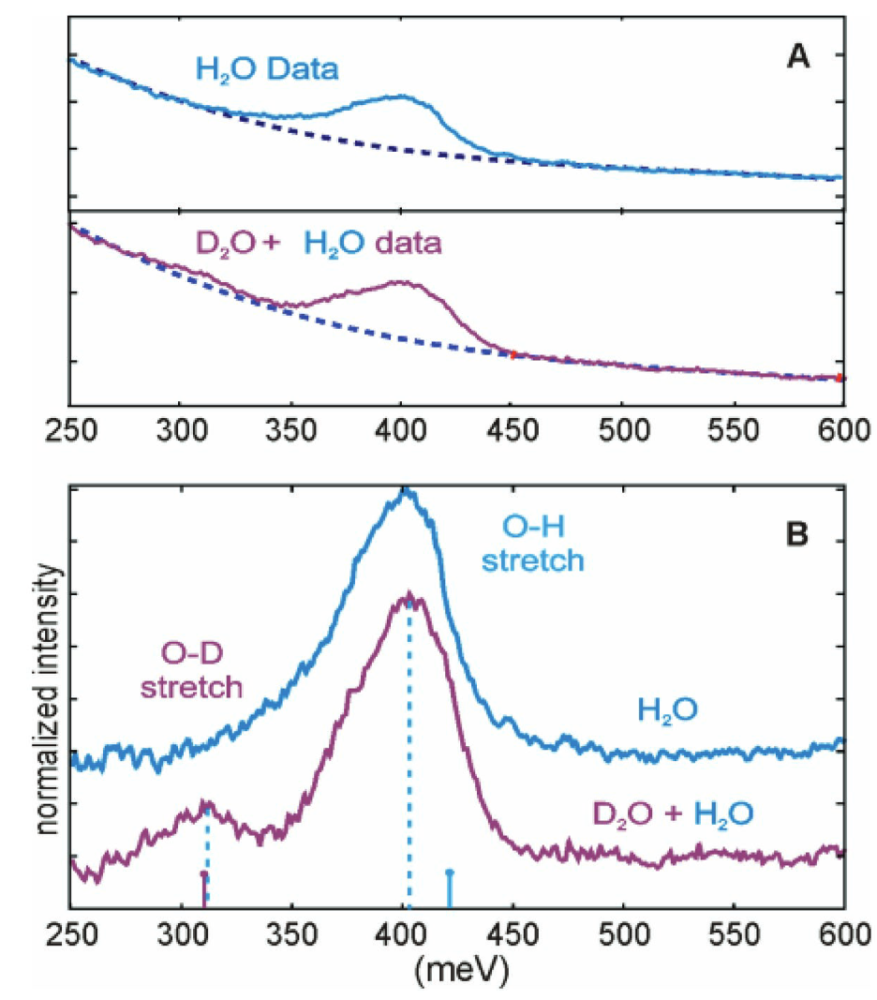 A
H₂O Data
D₂O + H₂O data
250 300 350 400 450 500 550 600
B
O-H
stretch
O-D
stretch
H₂O
D₂O + H₂O
normalized intensity
250 300 350 400 450 500 550 600
(meV)